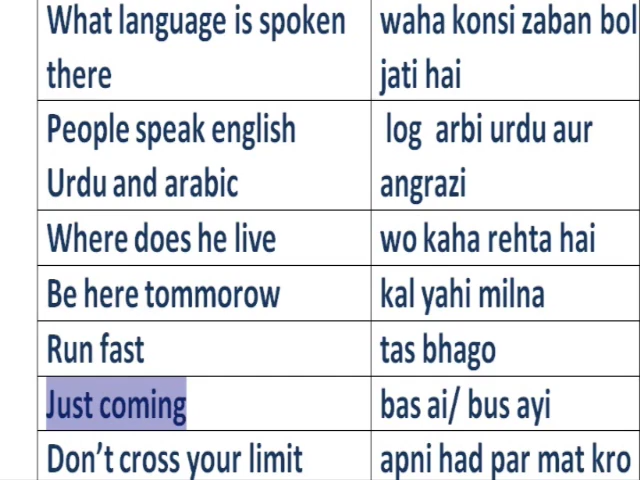 What language is spoken waha konsi zaban bol
there jati hai
People speak english log arbi urdu aur
Urdu and arabic angrazi
Where does he live wo kaha rehta hai
Be here tommorow kal yahi milna
Run fast tas bhago
Just coming bas ai/ bus ayi
Don't cross your limit apni had par mat kro